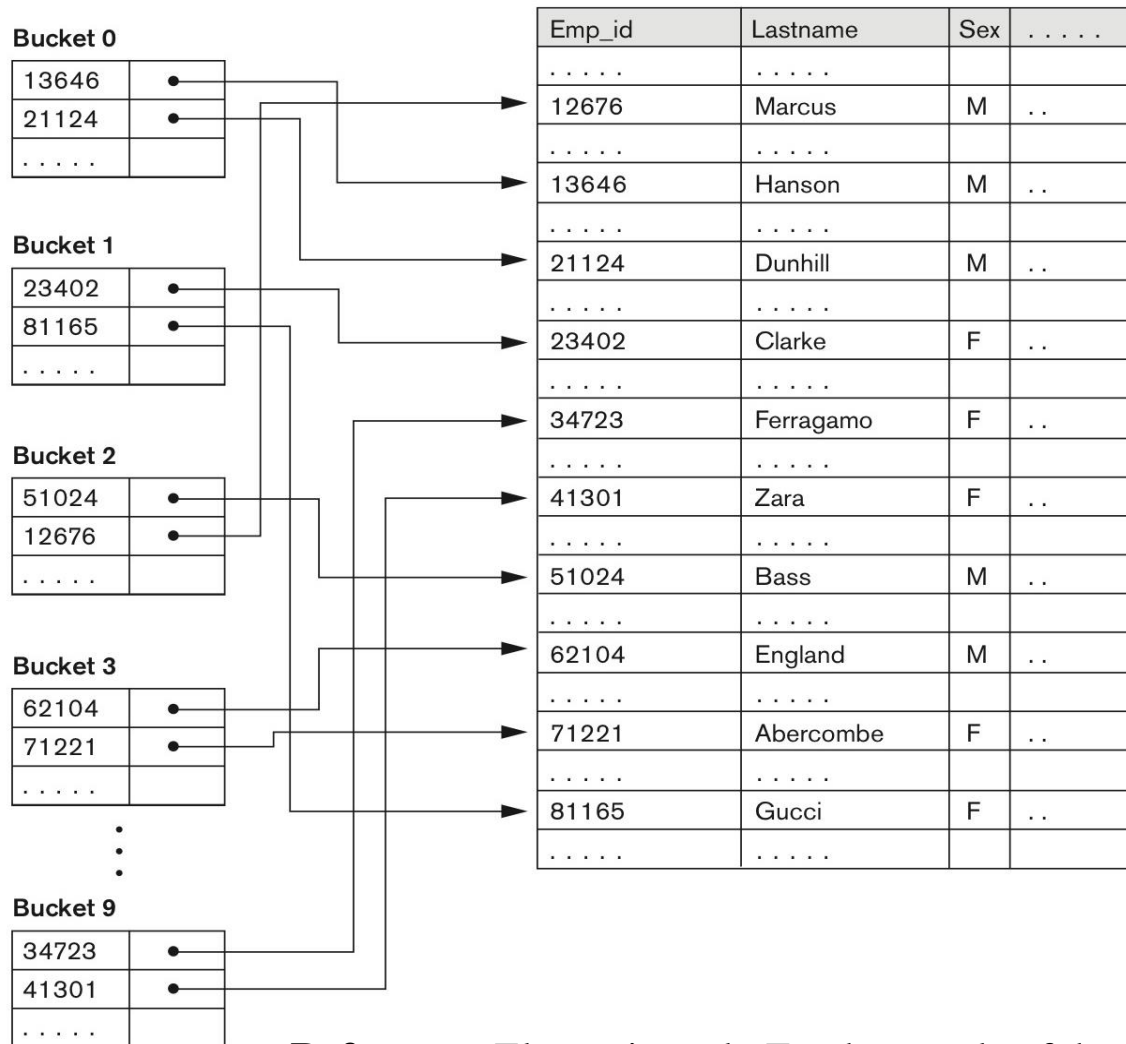 Bucket 0
13646
21124
. . . . .
Bucket 1
23402
81165
. . . . .
Bucket 2
51024
12676
. . . . .
Bucket 3
62104
71221
. . . . .
Bucket 9
34723
41301
. . . . .
Emp_id Lastname Sex . . . . .
. . . . . . . . . .
12676 Marcus M . .
. . . . . . . . . .
13646 Hanson M . .
. . . . . . . . . .
21124 Dunhill M . .
. . . . . . . . . .
23402 Clarke F . .
. . . . . . . . . .
34723 Ferragamo F . .
. . . . . . . . . .
41301 Zara F . .
. . . . . . . . . .
51024 Bass M . .
. . . . . . . . . .
62104 England M . .
. . . . . . . . . .
71221 Abercombe F . .
. . . . . . . . . .
81165 Gucci F . .
. . . . . . . . . .